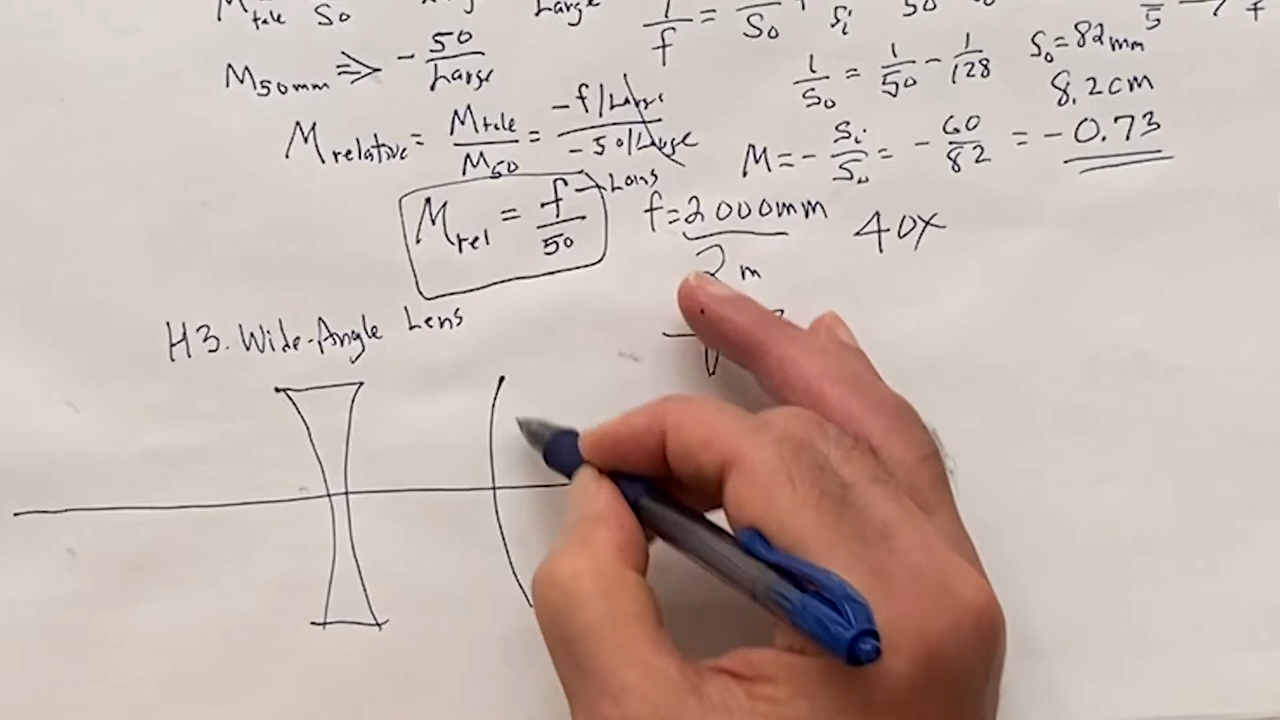 M_tele S_o Large 1/f = 1/S_o + 1/S_i
M_50mm ⇒ - 50/Large
1/S_o = 1/50 - 1/128 S_o = 82mm
8.2cm
M_relative = M_tele/M_50 = -f/Large / -50/Large
M = - S_i/S_o = - 60/82 = - 0.73
M_rel = f/50 Lens f = 2000mm 40X
2 m
H3. Wide-Angle Lens